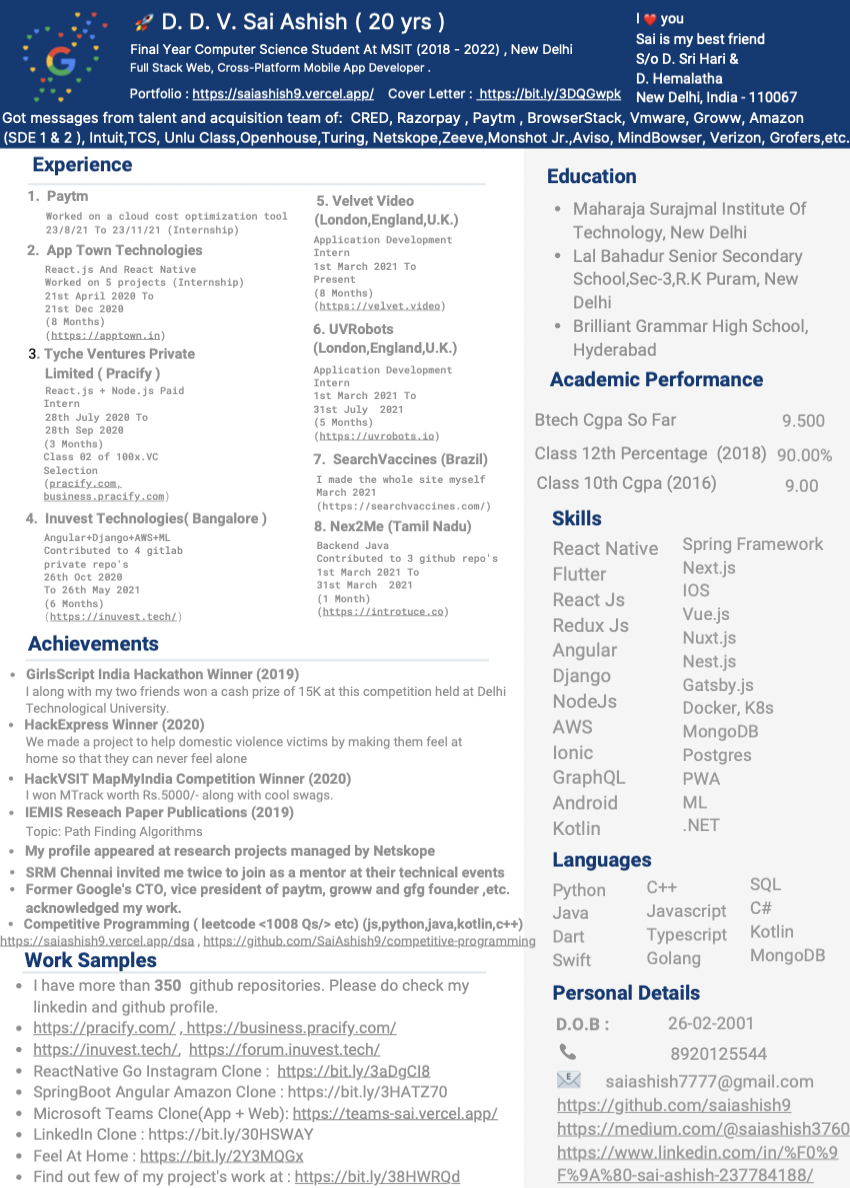 🚀 D. D. V. Sai Ashish ( 20 yrs )
Final Year Computer Science Student At MSIT (2018 - 2022) , New Delhi
Full Stack Web, Cross-Platform Mobile App Developer .
Portfolio : https://saiashish9.vercel.app/ Cover Letter : https://bit.ly/3DQGwpk
I ❤️ you
Sai is my best friend
S/o D. Sri Hari &
D. Hemalatha
New Delhi, India - 110067
Got messages from talent and acquisition team of: CRED, Razorpay , Paytm , BrowserStack, Vmware, Groww, Amazon
(SDE 1 & 2 ), Intuit,TCS, Unlu Class,Openhouse,Turing, Netskope,Zeeve,Monshot Jr.,Aviso, MindBowser, Verizon, Grofers,etc.
Experience
1. Paytm
Worked on a cloud cost optimization tool
23/8/21 To 23/11/21 (Internship)
2. App Town Technologies
React.js And React Native
Worked on 5 projects (Internship)
21st April 2020 To
21st Dec 2020
(8 Months)
(https://apptown.in)
3. Tyche Ventures Private
Limited ( Pracify )
React.js + Node.js Paid
Intern
28th July 2020 To
28th Sep 2020
(3 Months)
Class 02 of 100x.VC
Selection
(pracify.com,
business.pracify.com)
4. Inuvest Technologies( Bangalore )
Angular+Django+AWS+ML
Contributed to 4 gitlab
private repo's
26th Oct 2020
To 26th May 2021
(6 Months)
(https://inuvest.tech/)
5. Velvet Video
(London,England,U.K.)
Application Development
Intern
1st March 2021 To
Present
(8 Months)
(https://velvet.video)
6. UVRobots
(London,England,U.K.)
Application Development
Intern
1st March 2021 To
31st July 2021
(5 Months)
(https://uvrobots.io)
7. SearchVaccines (Brazil)
I made the whole site myself
March 2021
(https://searchvaccines.com/)
8. Nex2Me (Tamil Nadu)
Backend Java
Contributed to 3 github repo's
1st March 2021 To
31st March 2021
(1 Month)
(https://introtuce.co)
Achievements
• GirlsScript India Hackathon Winner (2019)
I along with my two friends won a cash prize of 15K at this competition held at Delhi
Technological University.
• HackExpress Winner (2020)
We made a project to help domestic violence victims by making them feel at
home so that they can never feel alone
• HackVSIT MapMyIndia Competition Winner (2020)
I won MTrack worth Rs.5000/- along with cool swags.
• IEMIS Reseach Paper Publications (2019)
Topic: Path Finding Algorithms
• My profile appeared at research projects managed by Netskope
• SRM Chennai invited me twice to join as a mentor at their technical events
• Former Google's CTO, vice president of paytm, groww and gfg founder ,etc.
acknowledged my work.
• Competitive Programming ( leetcode <1008 Qs/> etc) (js,python,java,kotlin,c++)
https://saiashish9.vercel.app/dsa , https://github.com/SaiAshish9/competitive-programming
Work Samples
• I have more than 350 github repositories. Please do check my
linkedin and github profile.
• https://pracify.com/ , https://business.pracify.com/
• https://inuvest.tech/, https://forum.inuvest.tech/
• ReactNative Go Instagram Clone : https://bit.ly/3aDgCI8
• SpringBoot Angular Amazon Clone : https://bit.ly/3HATZ70
• Microsoft Teams Clone(App + Web): https://teams-sai.vercel.app/
• LinkedIn Clone : https://bit.ly/30HSWAY
• Feel At Home : https://bit.ly/2Y3MQGx
• Find out few of my project's work at : https://bit.ly/38HWRQd
Education
• Maharaja Surajmal Institute Of
Technology, New Delhi
• Lal Bahadur Senior Secondary
School,Sec-3,R.K Puram, New
Delhi
• Brilliant Grammar High School,
Hyderabad
Academic Performance
Btech Cgpa So Far 9.500
Class 12th Percentage (2018) 90.00%
Class 10th Cgpa (2016) 9.00
Skills
React Native
Flutter
React Js
Redux Js
Angular
Django
NodeJs
AWS
Ionic
GraphQL
Android
Kotlin
Spring Framework
Next.js
IOS
Vue.js
Nuxt.js
Nest.js
Gatsby.js
Docker, K8s
MongoDB
Postgres
PWA
ML
.NET
Languages
Python
Java
Dart
Swift
C++
Javascript
Typescript
Golang
SQL
C#
Kotlin
MongoDB
Personal Details
D.O.B : 26-02-2001
8920125544
saiashish7777@gmail.com
https://github.com/saiashish9
https://medium.com/@saiashish3760
https://www.linkedin.com/in/%F0%9
F%9A%80-sai-ashish-237784188/